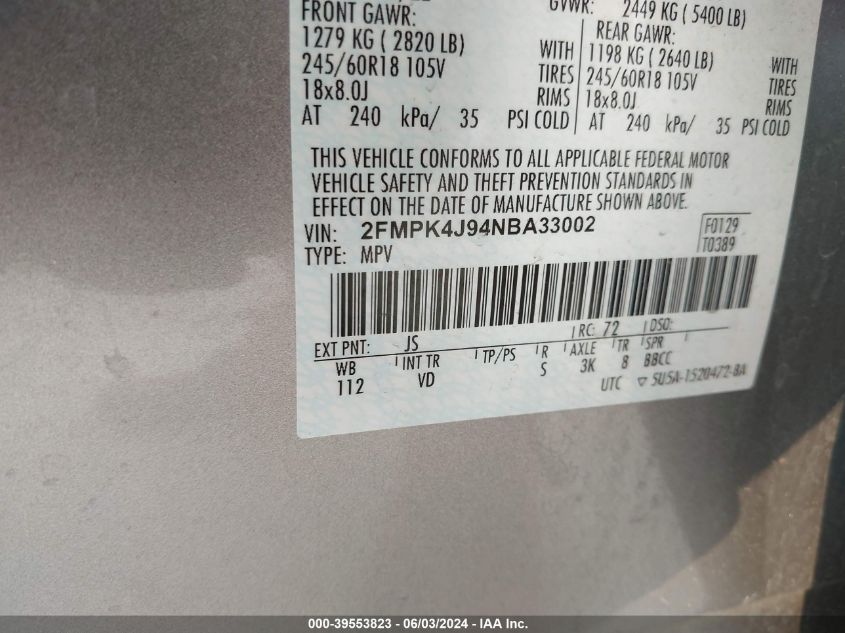 GVWR: 2449 KG ( 5400 LB)
FRONT GAWR: REAR GAWR:
1279 KG ( 2820 LB) WITH 1198 KG ( 2640 LB) WITH
245/60R18 105V TIRES 245/60R18 105V TIRES
18x8.0J RIMS 18x8.0J RIMS
AT 240 kPa/ 35 PSI COLD AT 240 kPa/ 35 PSI COLD
THIS VEHICLE CONFORMS TO ALL APPLICABLE FEDERAL MOTOR
VEHICLE SAFETY AND THEFT PREVENTION STANDARDS IN
EFFECT ON THE DATE OF MANUFACTURE SHOWN ABOVE.
VIN: 2FMPK4J94NBA33002 F0129
TYPE: MPV T0389
EXT PNT: JS RC: 72 DSO:
WB INT TR TP/PS R AXLE TR SPR
112 VD S 3K 8 BBCC
UTC ▽ 5U5A-1520472-BA
000-39553823 - 06/03/2024 - IAA Inc.